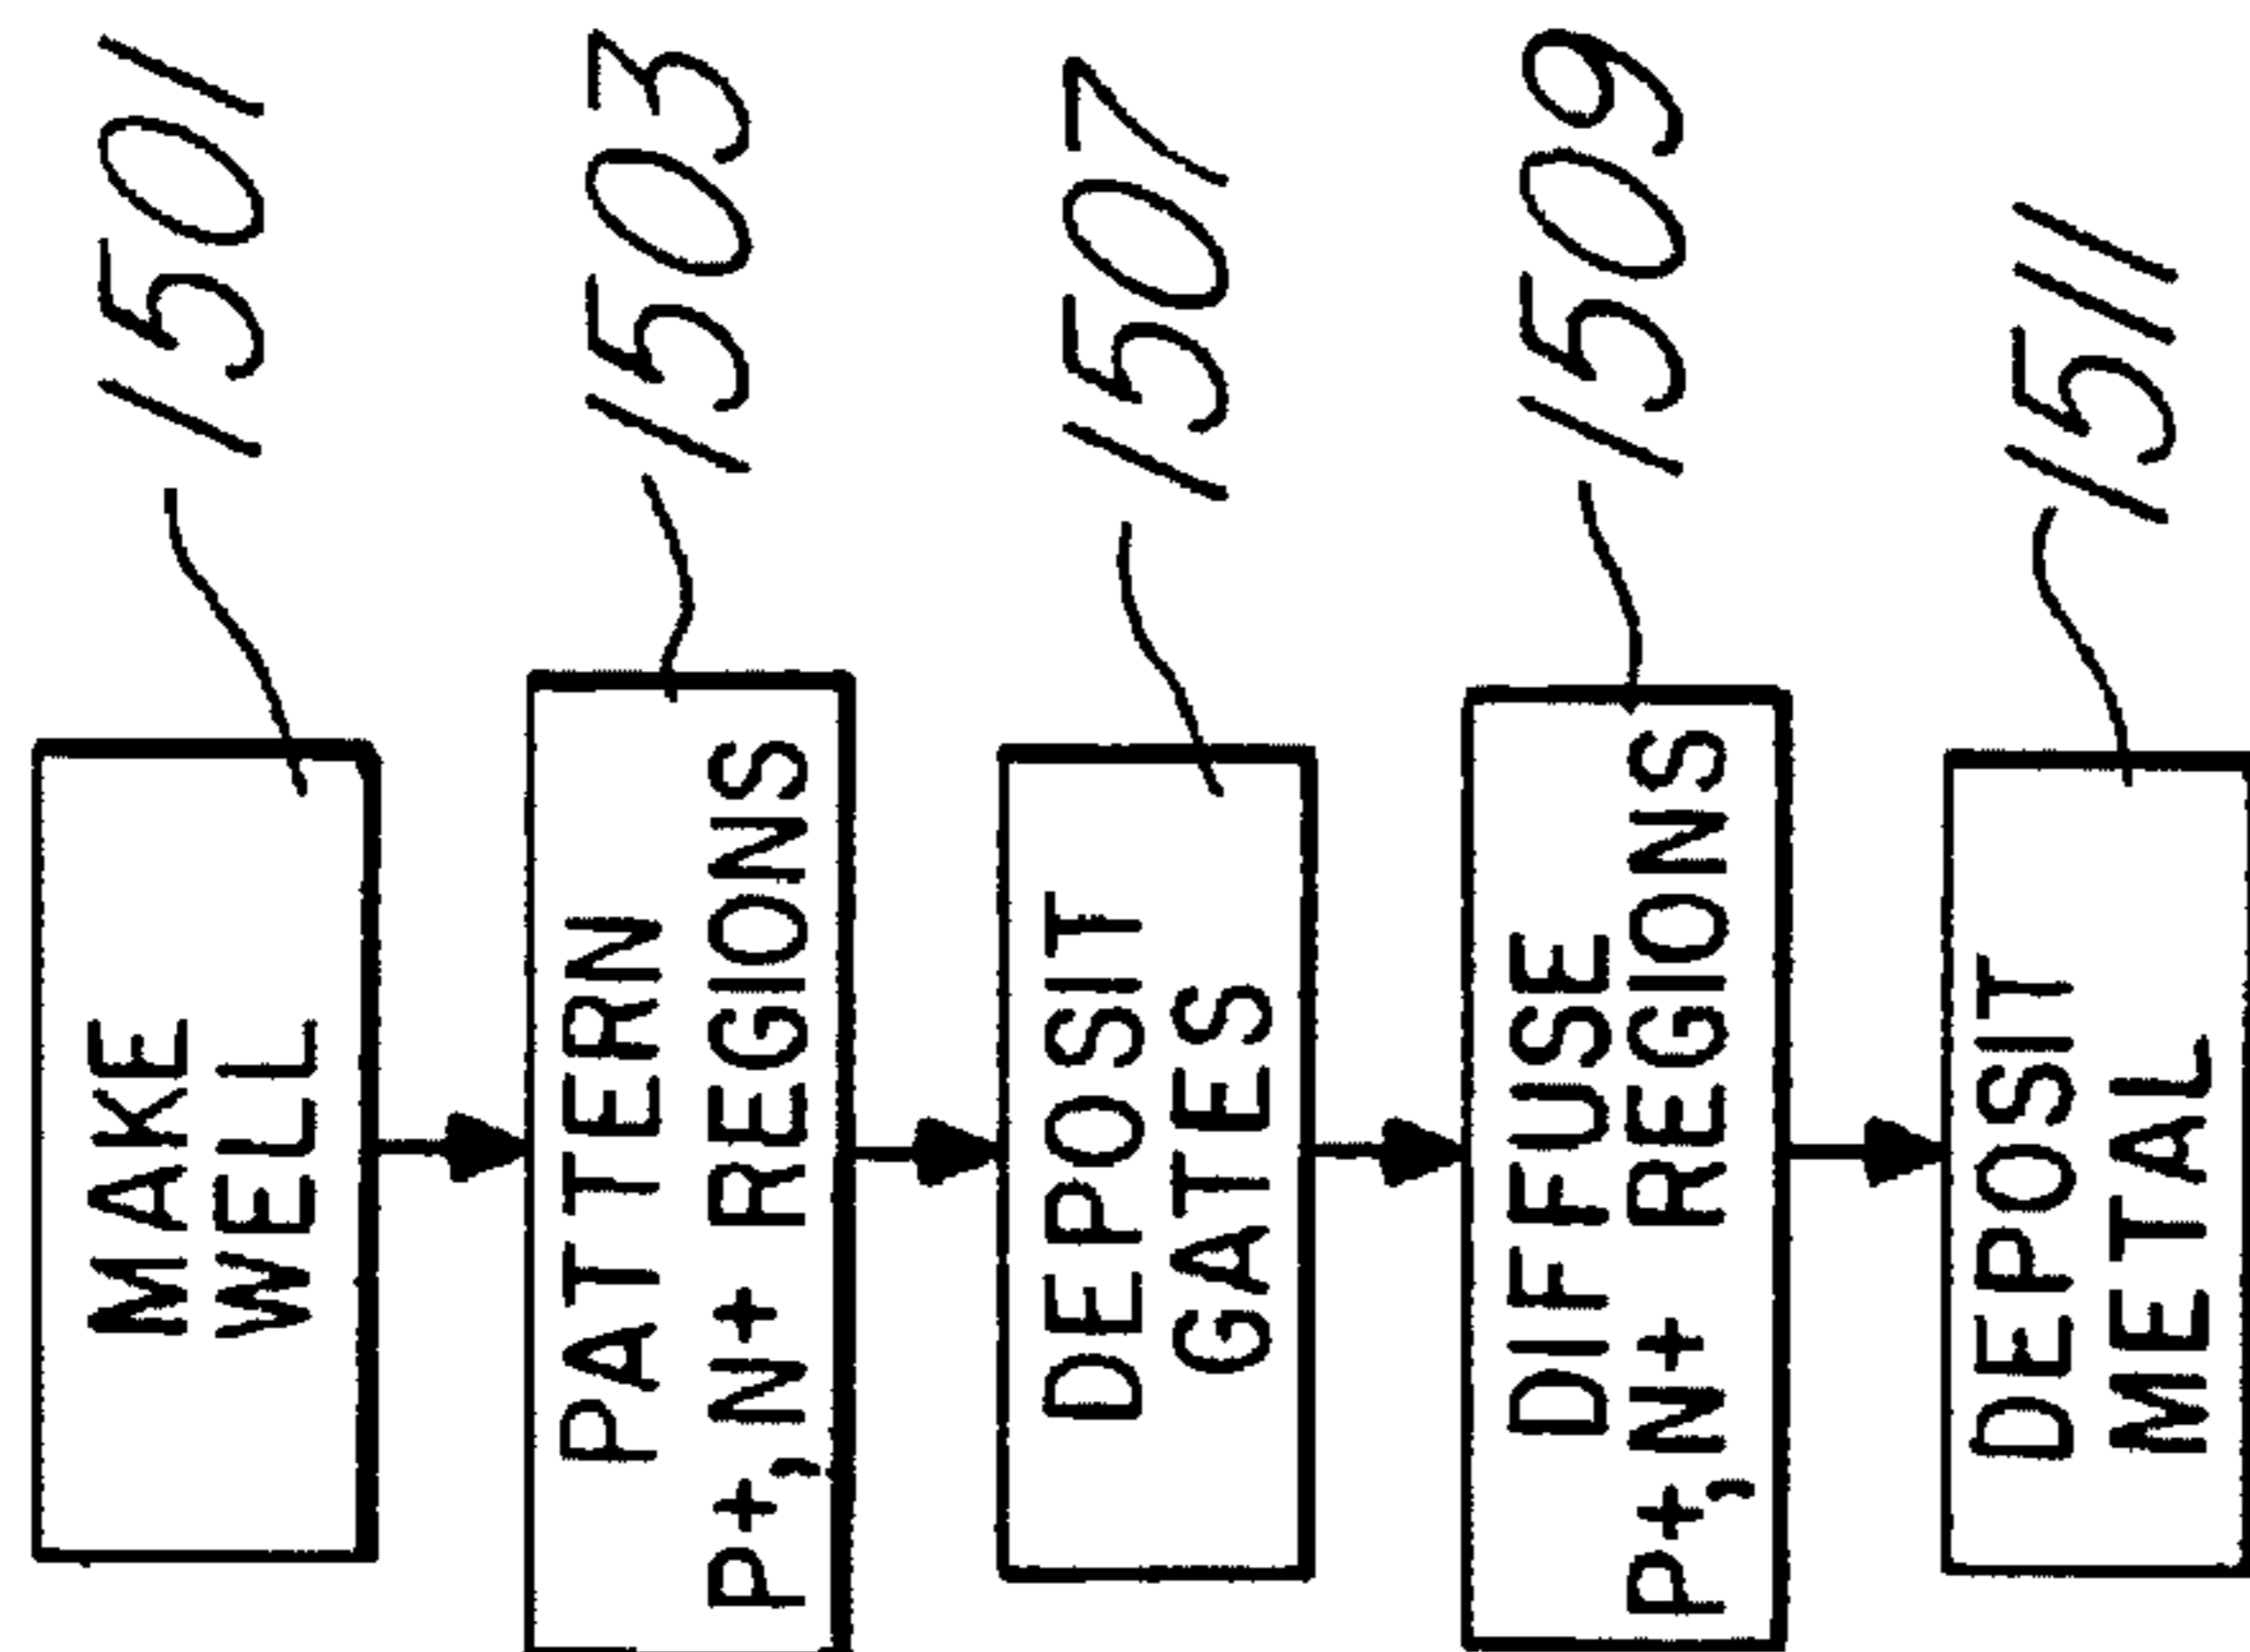 1501
MAKE
WELL
1503
PATTERN
P+,N+ REGIONS
1507
DEPOSIT
GATES
1509
DIFFUSE
P+,N+ REGIONS
1511
DEPOSIT
METAL